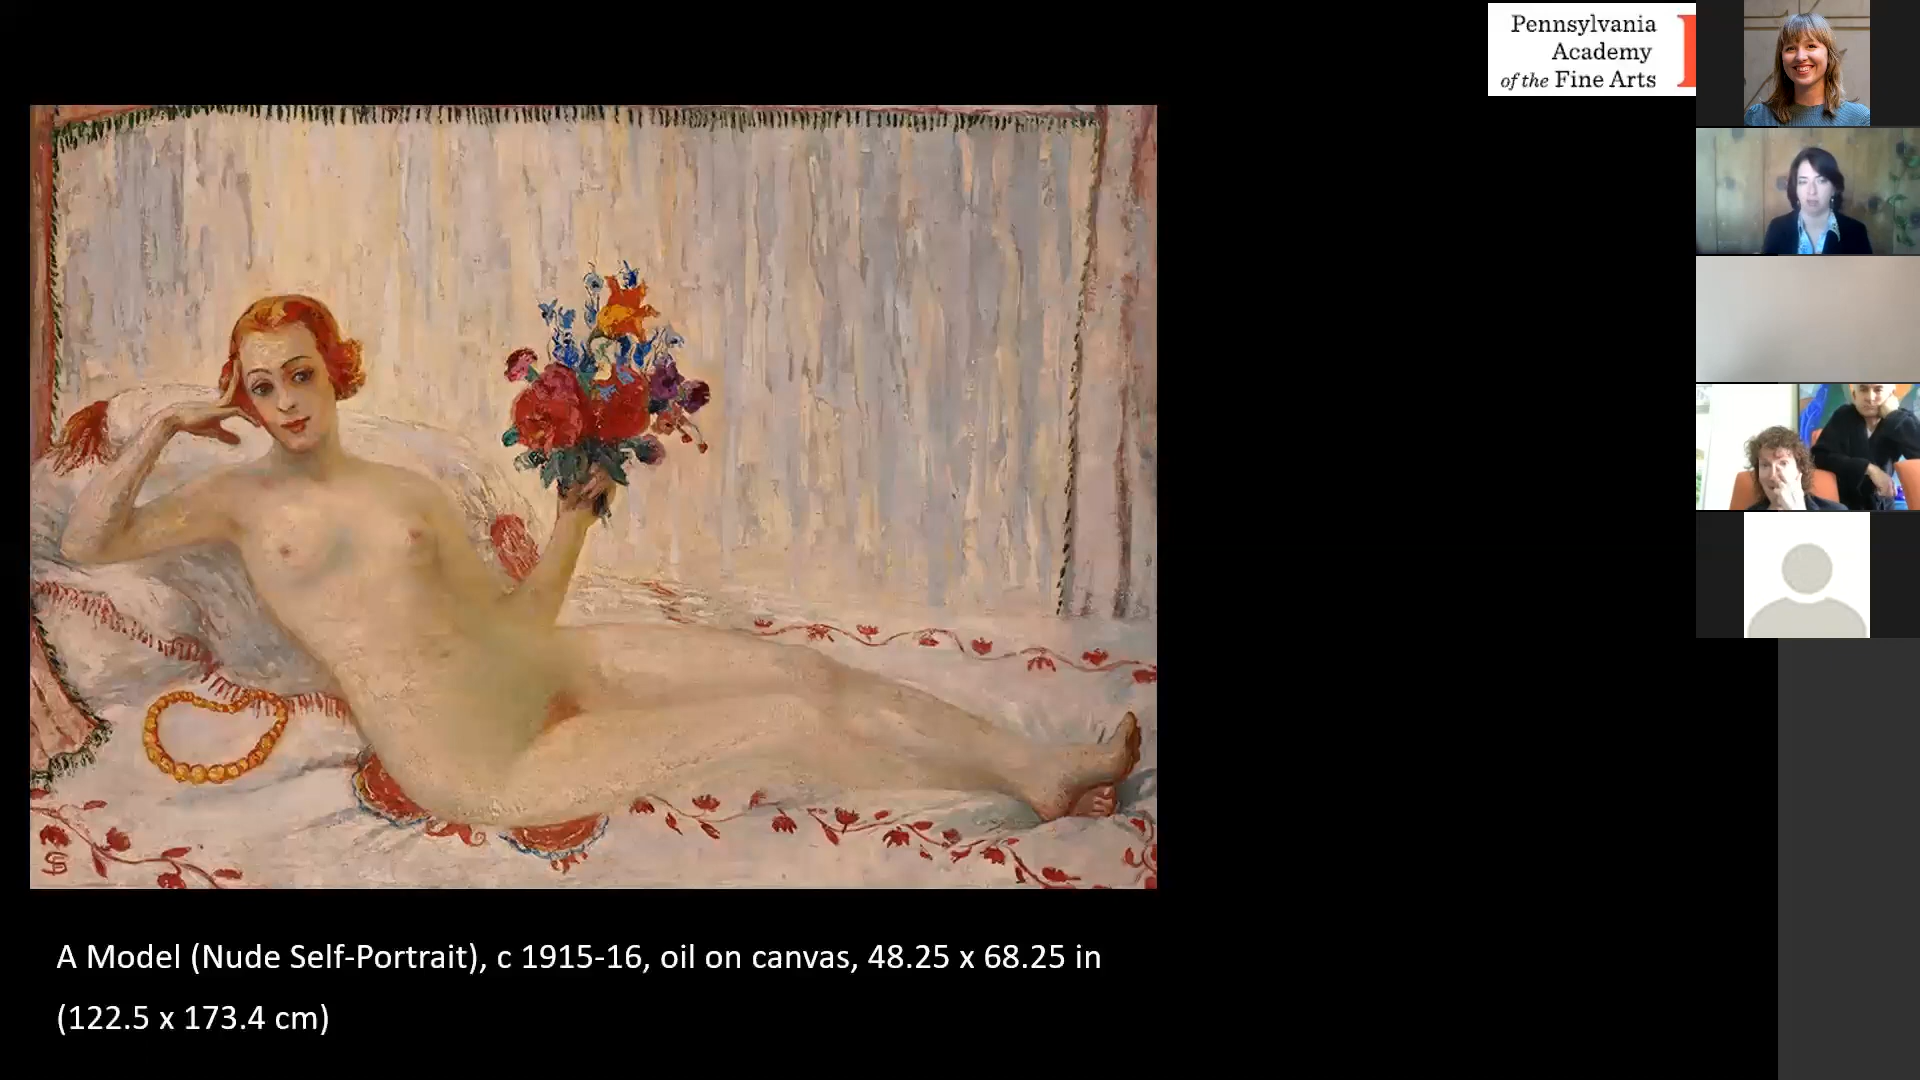 Pennsylvania
Academy
of the Fine Arts
A Model (Nude Self-Portrait), c 1915-16, oil on canvas, 48.25 x 68.25 in
(122.5 x 173.4 cm)